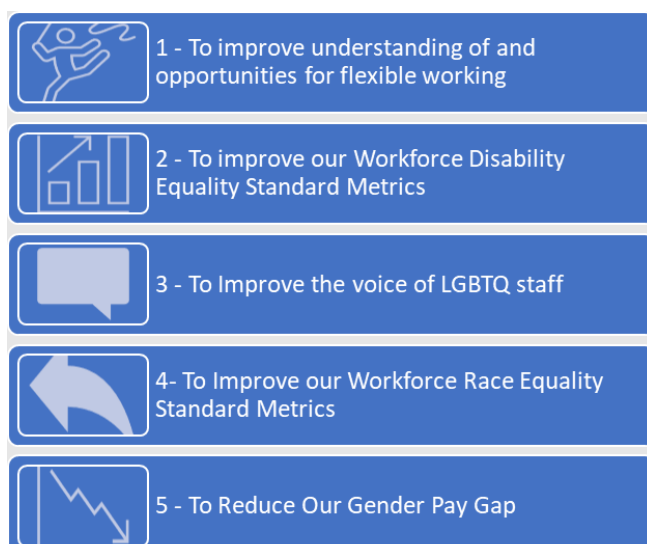 1 - To improve understanding of and
opportunities for flexible working
2 - To improve our Workforce Disability
Equality Standard Metrics
3 - To Improve the voice of LGBTQ staff
4- To Improve our Workforce Race Equality
Standard Metrics
5 - To Reduce Our Gender Pay Gap